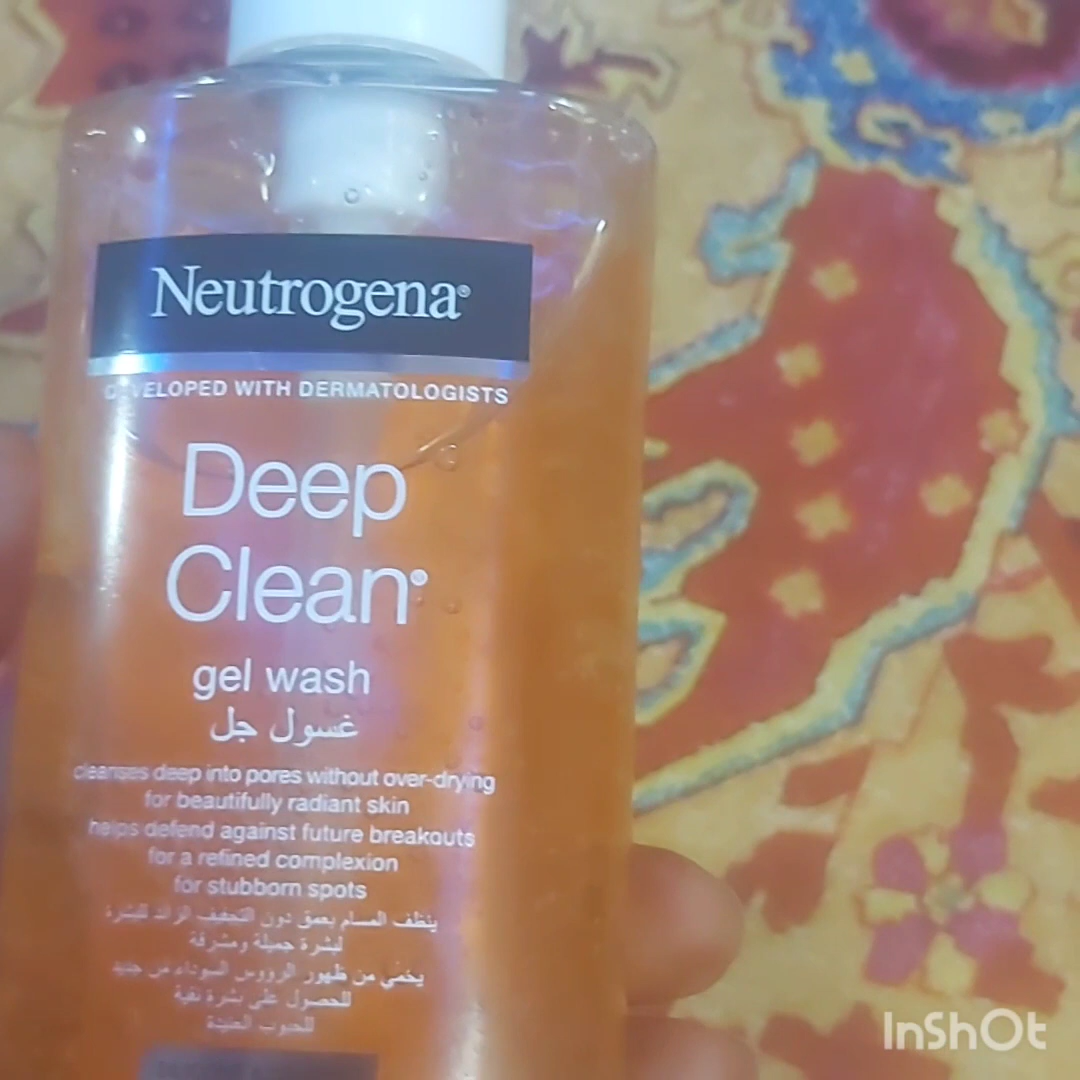 Neutrogena®
DEVELOPED WITH DERMATOLOGISTS
Deep
Clean®
gel wash
غسول جل
cleanses deep into pores without over-drying
for beautifully radiant skin
helps defend against future breakouts
for a refined complexion
for stubborn spots
ينظف المسام بعمق دون التجفيف الزائد للبشرة
لبشرة جميلة ومشرقة
يحمي من ظهور الرؤوس السوداء من جديد
للحصول على بشرة نقية
للحبوب العنيدة
InShOt